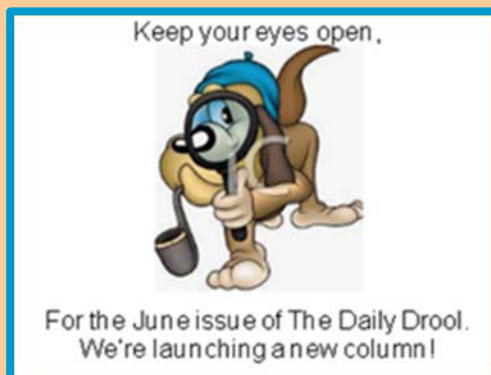 Keep your eyes open,
For the June issue of The Daily Drool.
We're launching a new column!